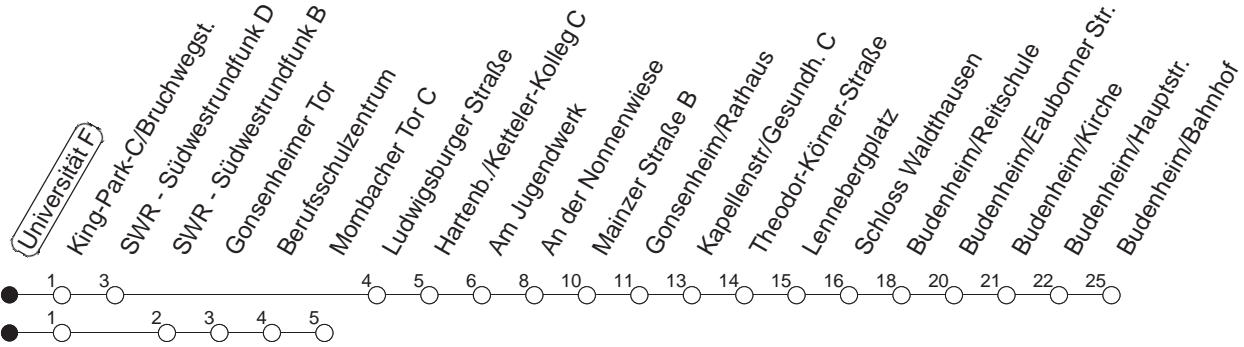 Universität F
King-Park-C/Bruchwegst.
SWR - Südwestrundfunk D
SWR - Südwestrundfunk B
Gonsenheimer Tor
Berufsschulzentrum
Mombacher Tor C
Ludwigsburger Straße
Hartenb./Ketteler-Kolleg C
Am Jugendwerk
An der Nonnenwiese
Mainzer Straße B
Gonsenheim/Rathaus
Kapellenstr/Gesundh. C
Theodor-Körner-Straße
Lennebergplatz
Schloss Waldthausen
Budenheim/Reitschule
Budenheim/Eaubonner Str.
Budenheim/Kirche
Budenheim/Hauptstr.
Budenheim/Bahnhof
1 3 4 5 6 8 10 11 13 14 15 16 18 20 21 22 25
1 2 3 4 5